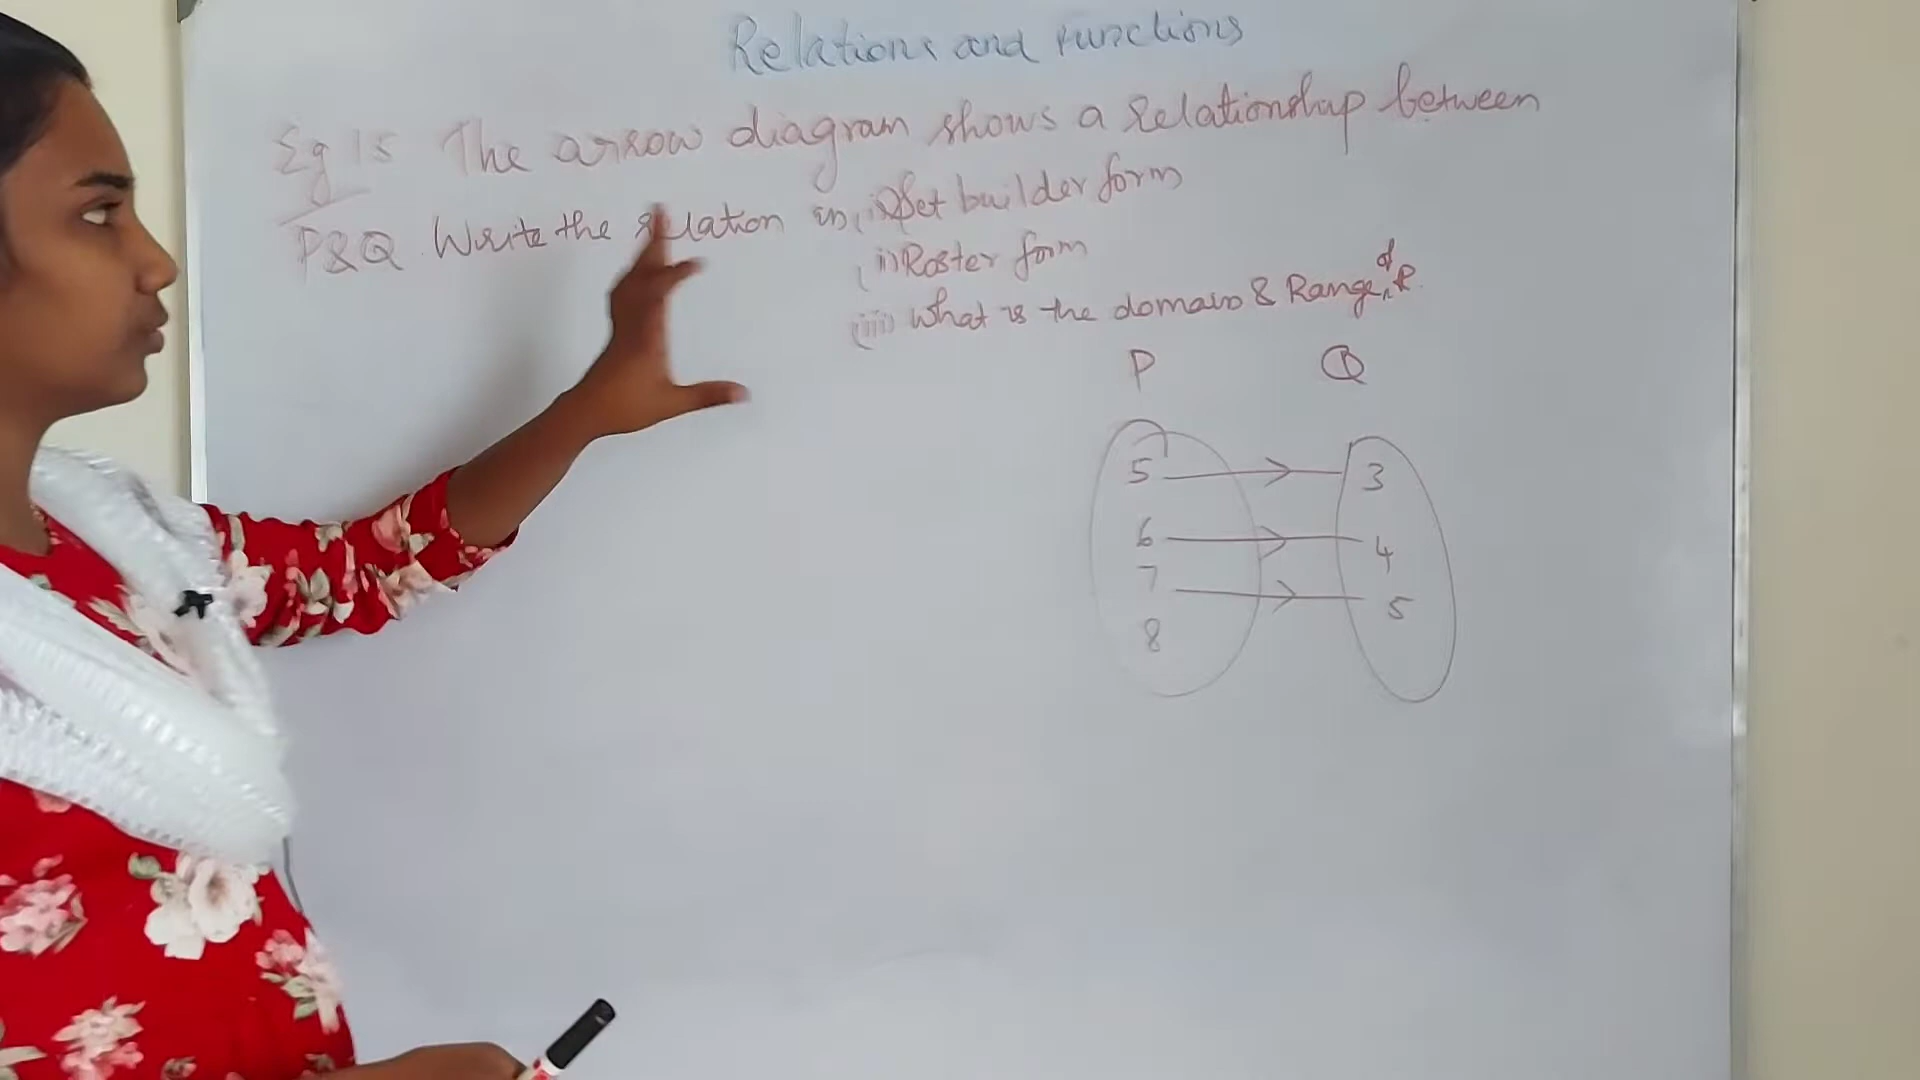 Relations and Functions
Eg 15 The arrow diagram shows a relationship between
P&Q. Write the relation in, i) Set builder form
ii) Roster form
(iii) What is the domain & Range of R.
P Q
5 3
6 4
7 5
8